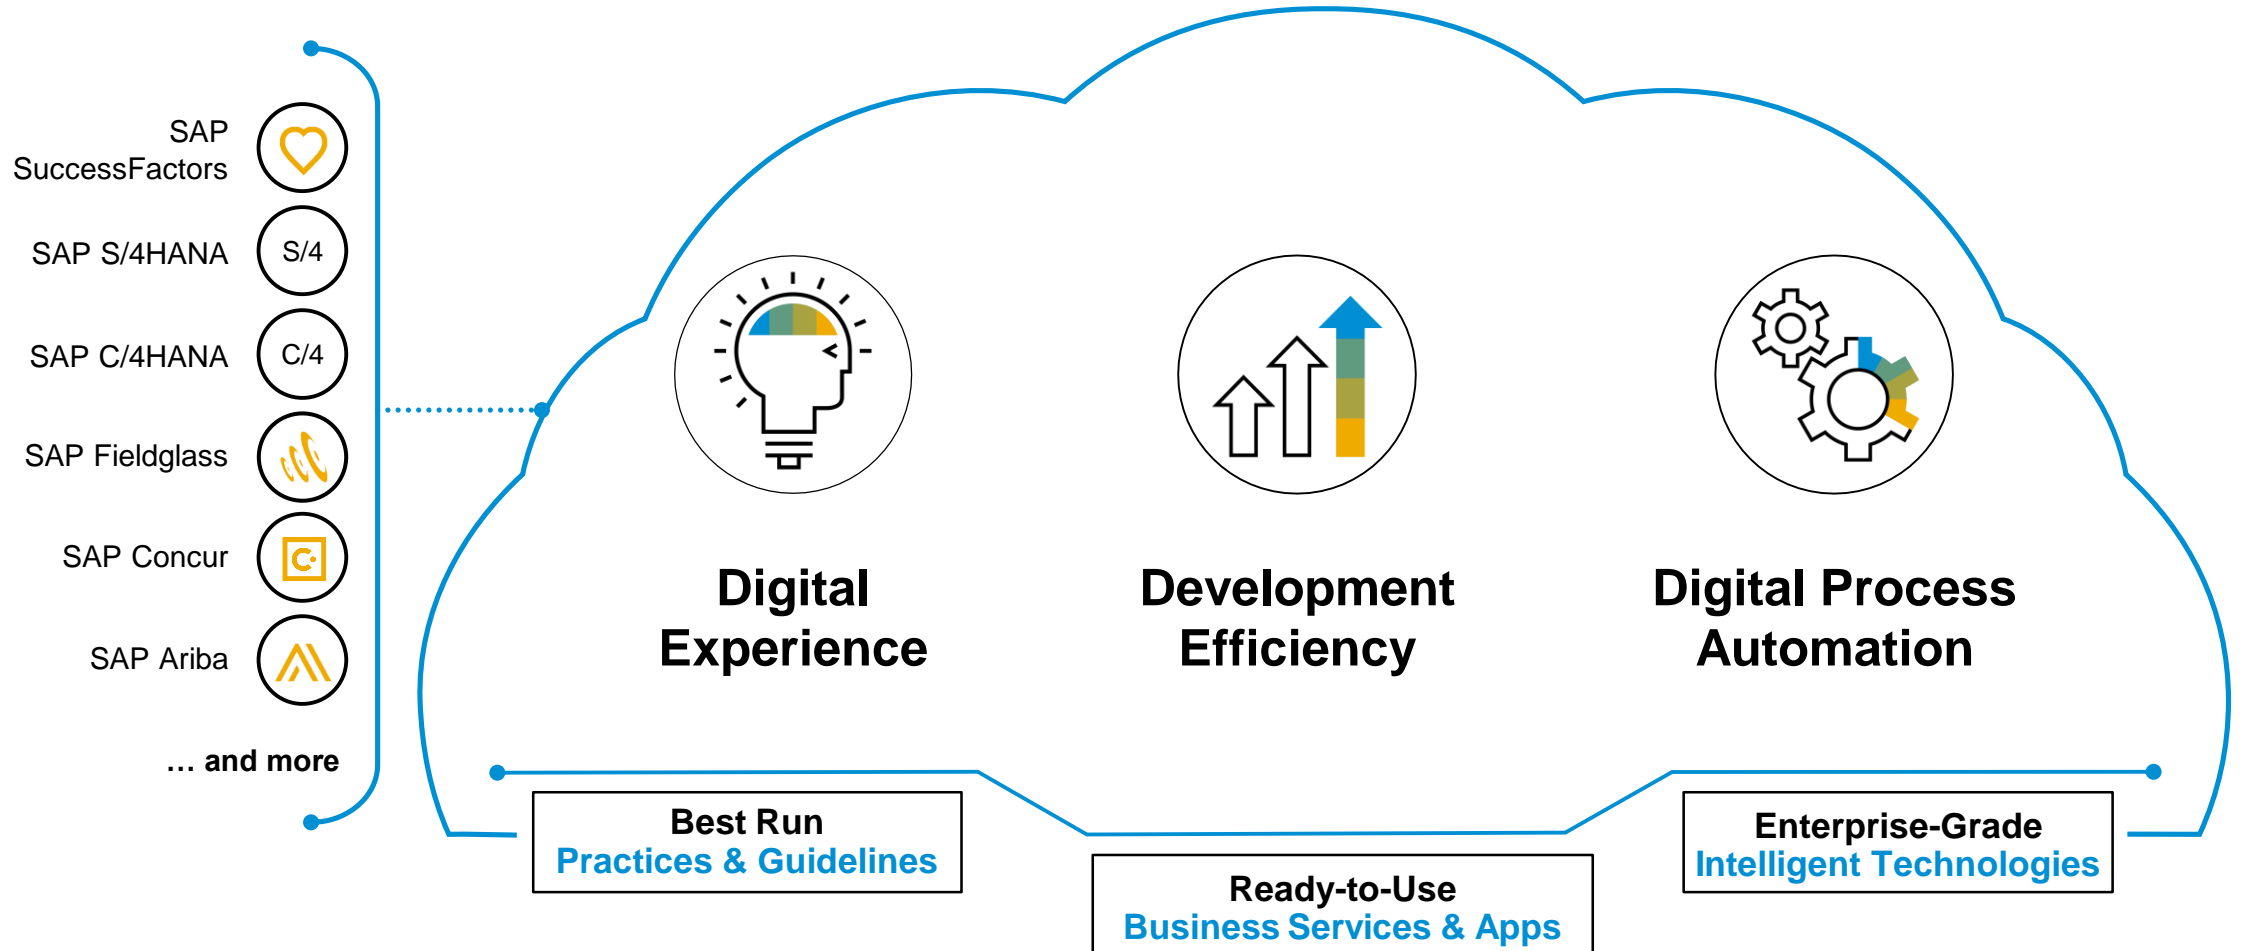 SAP
SuccessFactors
SAP S/4HANA
S/4
SAP C/4HANA
C/4
SAP Fieldglass
SAP Concur
C
SAP Ariba
… and more
Digital
Experience
Development
Efficiency
Digital Process
Automation
Best Run
Practices & Guidelines
Ready-to-Use
Business Services & Apps
Enterprise-Grade
Intelligent Technologies